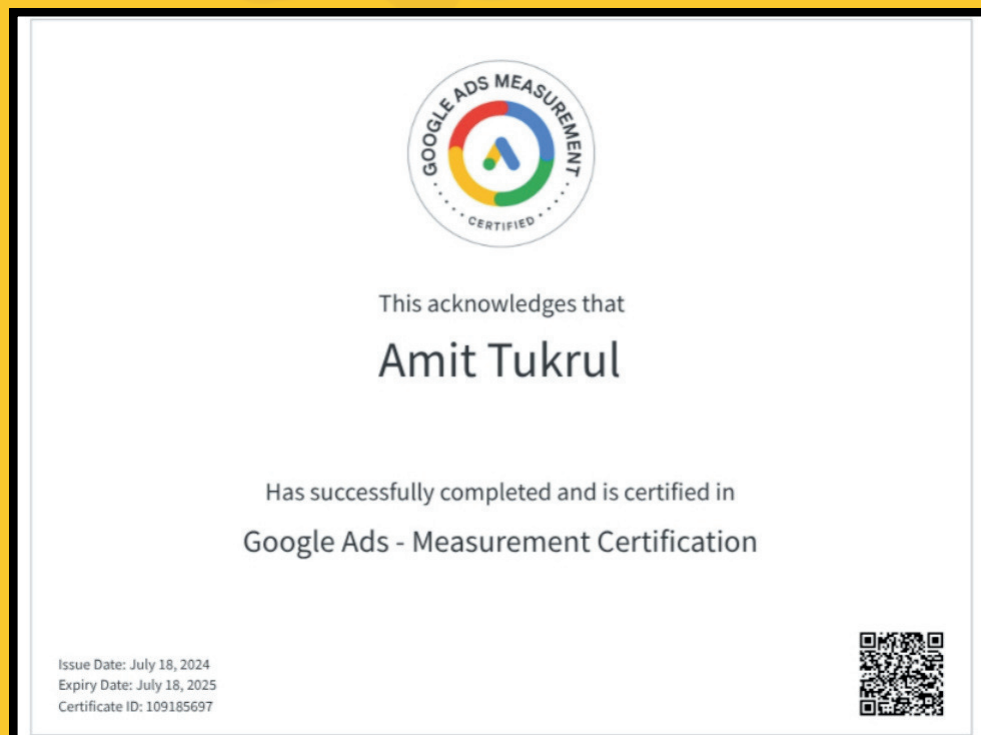 GOOGLE ADS MEASUREMENT
CERTIFIED
This acknowledges that
Amit Tukrul
Has successfully completed and is certified in
Google Ads - Measurement Certification
Issue Date: July 18, 2024
Expiry Date: July 18, 2025
Certificate ID: 109185697